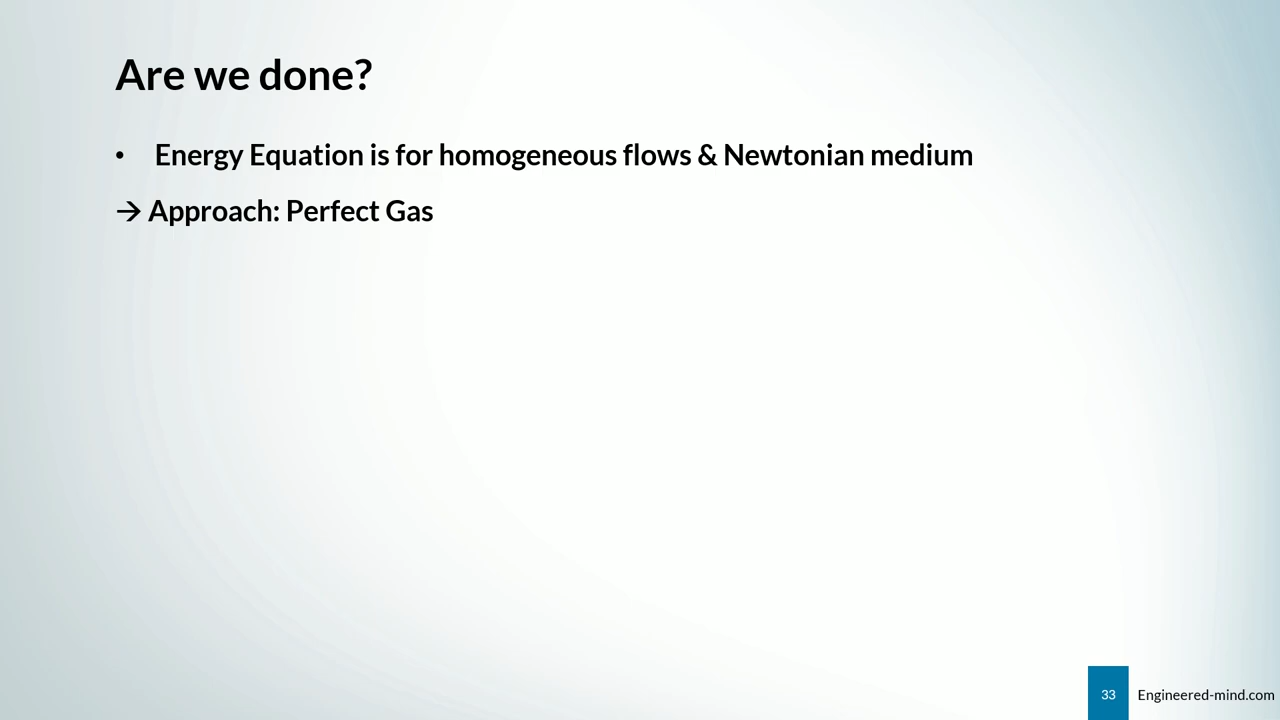 Are we done?
• Energy Equation is for homogeneous flows & Newtonian medium
→ Approach: Perfect Gas
33 Engineered-mind.com